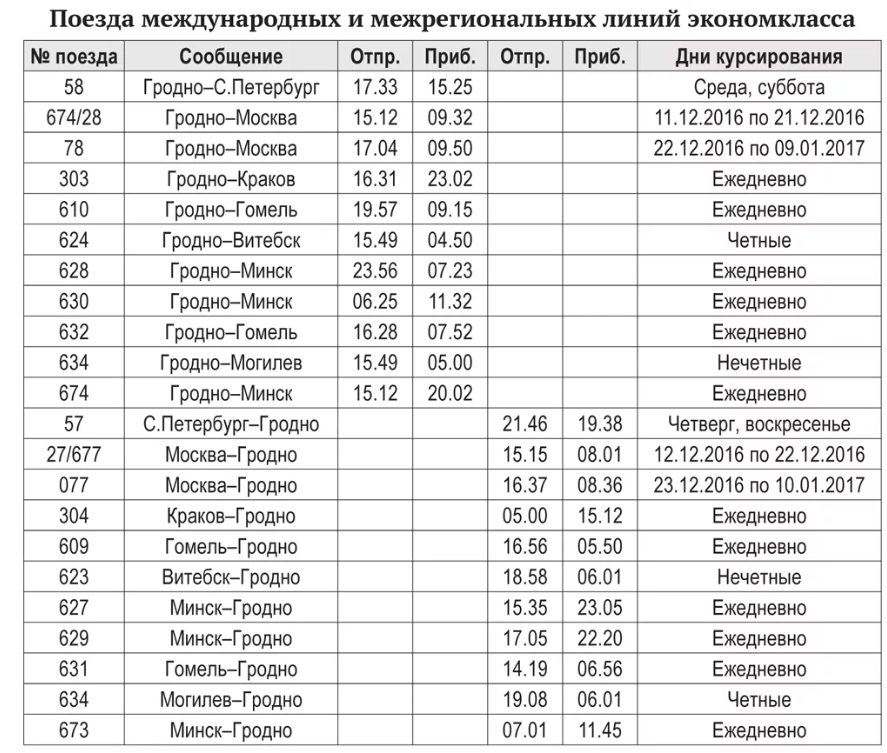 Поезда международных и межрегиональных линий экономкласса
№ поезда Сообщение Отпр. Приб. Отпр. Приб. Дни курсирования
58 Гродно–С.Петербург 17.33 15.25 Среда, суббота
674/28 Гродно–Москва 15.12 09.32 11.12.2016 по 21.12.2016
78 Гродно–Москва 17.04 09.50 22.12.2016 по 09.01.2017
303 Гродно–Краков 16.31 23.02 Ежедневно
610 Гродно–Гомель 19.57 09.15 Ежедневно
624 Гродно–Витебск 15.49 04.50 Четные
628 Гродно–Минск 23.56 07.23 Ежедневно
630 Гродно–Минск 06.25 11.32 Ежедневно
632 Гродно–Гомель 16.28 07.52 Ежедневно
634 Гродно–Могилев 15.49 05.00 Нечетные
674 Гродно–Минск 15.12 20.02 Ежедневно
57 С.Петербург–Гродно 21.46 19.38 Четверг, воскресенье
27/677 Москва–Гродно 15.15 08.01 12.12.2016 по 22.12.2016
077 Москва–Гродно 16.37 08.36 23.12.2016 по 10.01.2017
304 Краков–Гродно 05.00 15.12 Ежедневно
609 Гомель–Гродно 16.56 05.50 Ежедневно
623 Витебск–Гродно 18.58 06.01 Нечетные
627 Минск–Гродно 15.35 23.05 Ежедневно
629 Минск–Гродно 17.05 22.20 Ежедневно
631 Гомель–Гродно 14.19 06.56 Ежедневно
634 Могилев–Гродно 19.08 06.01 Четные
673 Минск–Гродно 07.01 11.45 Ежедневно